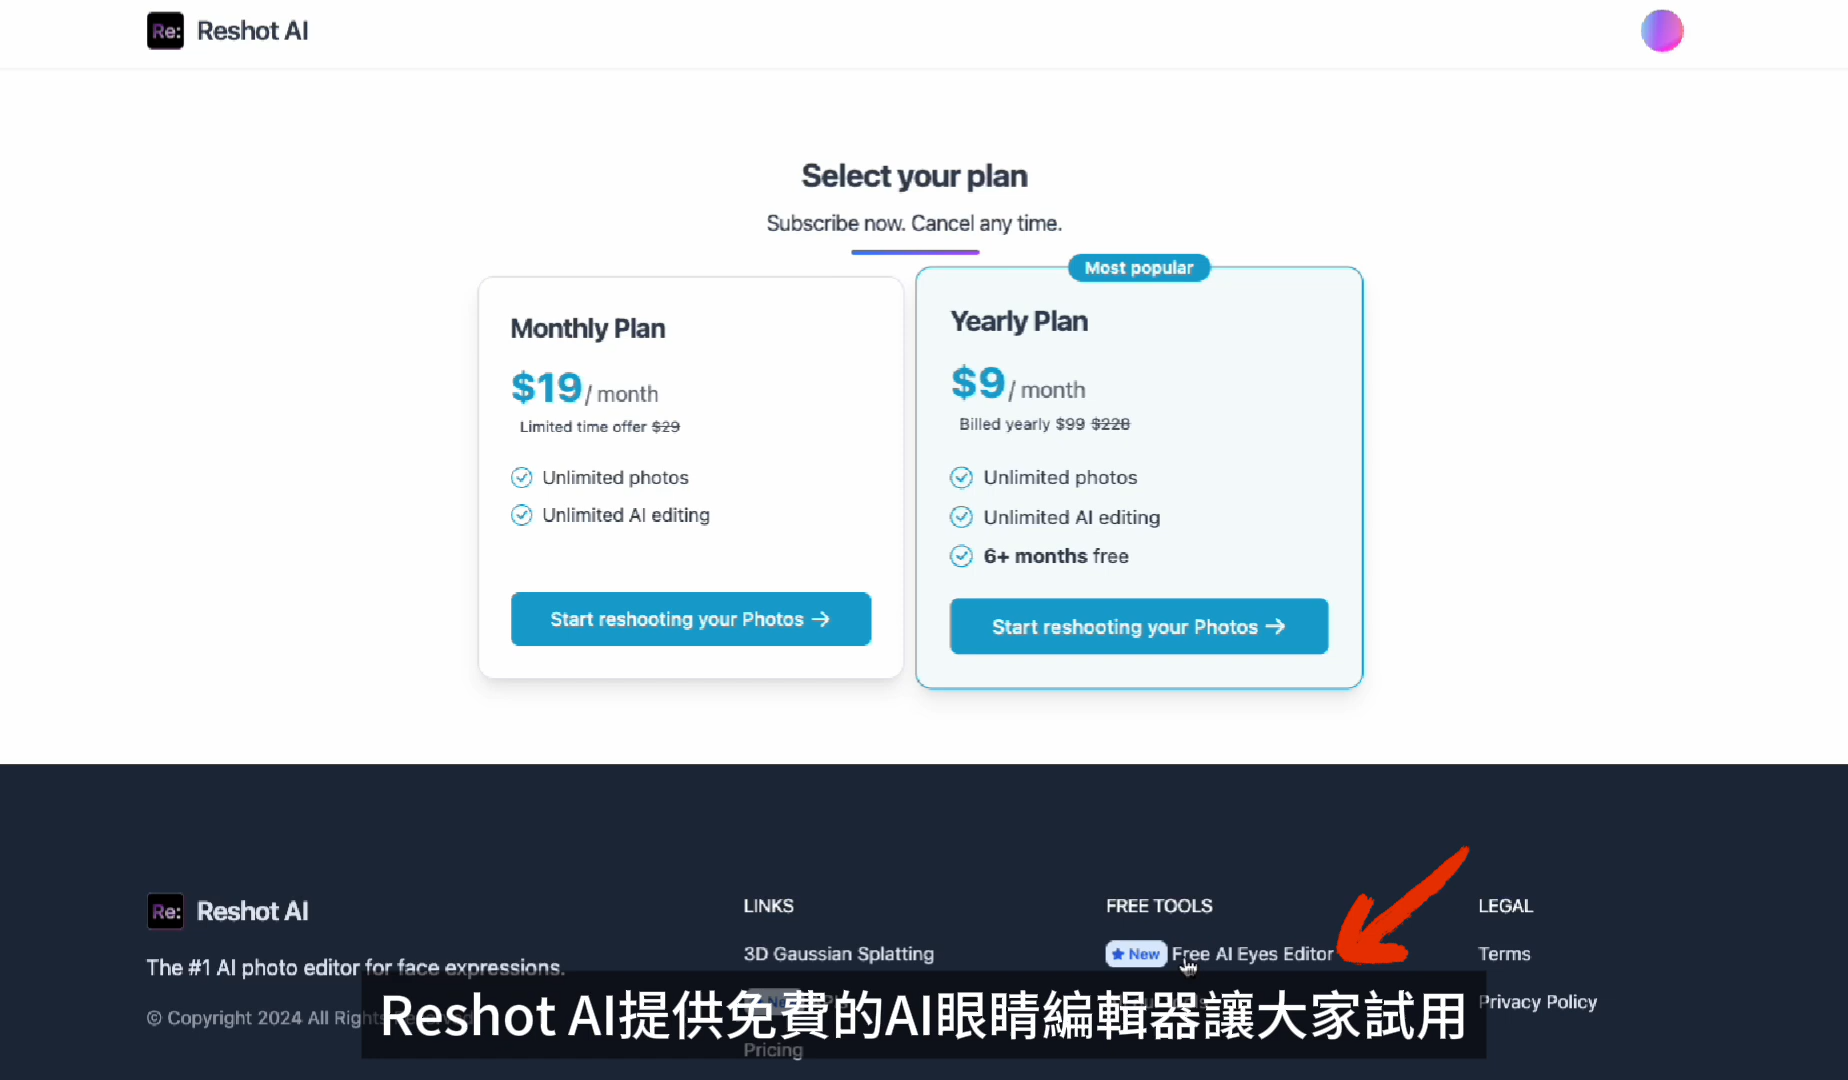 Re: Reshot AI
Select your plan
Subscribe now. Cancel any time.
Most popular
Monthly Plan
$19/ month
Limited time offer $29
Unlimited photos
Unlimited AI editing
Start reshooting your Photos →
Yearly Plan
$9/ month
Billed yearly $99 $228
Unlimited photos
Unlimited AI editing
6+ months free
Start reshooting your Photos →
Re: Reshot AI
The #1 AI photo editor for face expressions.
© Copyright 2024 All Rights
LINKS
3D Gaussian Splatting
Pricing
FREE TOOLS
New Free AI Eyes Editor
LEGAL
Terms
Privacy Policy
Reshot AI提供免費的AI眼睛編輯器讓大家試用